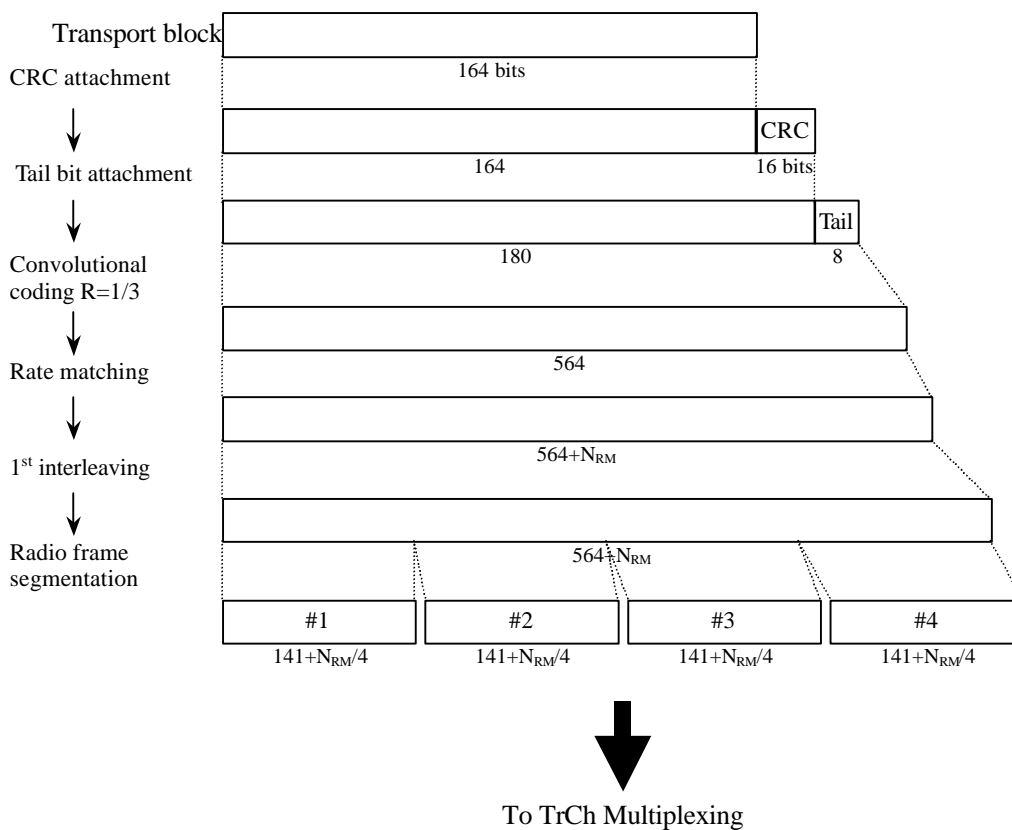 Transport block
164 bits
CRC attachment
CRC
164
16 bits
Tail bit attachment
Tail
180
8
Convolutional
coding R=1/3
564
Rate matching
564+NRM
1st interleaving
564+NRM
Radio frame
segmentation
#1 #2 #3 #4
141+NRM/4 141+NRM/4 141+NRM/4 141+NRM/4
To TrCh Multiplexing